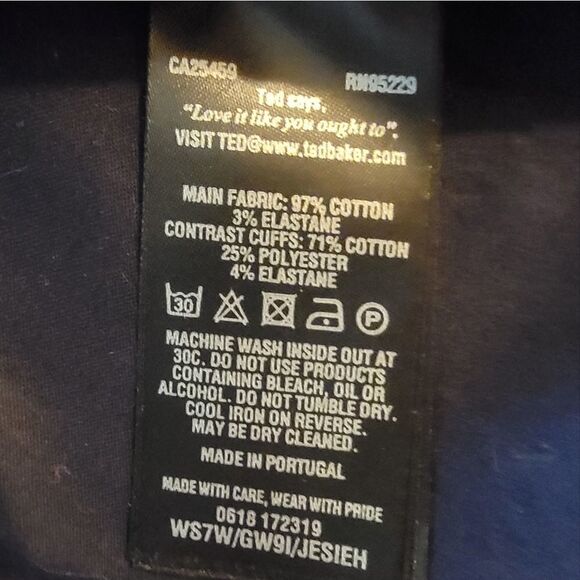 CA25459 RN95229
Ted says,
"Love it like you ought to".
VISIT TED@www.tedbaker.com
MAIN FABRIC: 97% COTTON
3% ELASTANE
CONTRAST CUFFS: 71% COTTON
25% POLYESTER
4% ELASTANE
30 P
MACHINE WASH INSIDE OUT AT
30C. DO NOT USE PRODUCTS
CONTAINING BLEACH, OIL OR
ALCOHOL. DO NOT TUMBLE DRY.
COOL IRON ON REVERSE.
MAY BE DRY CLEANED.
MADE IN PORTUGAL
MADE WITH CARE, WEAR WITH PRIDE
0618 172319
WS7W/GW9I/JESIEH